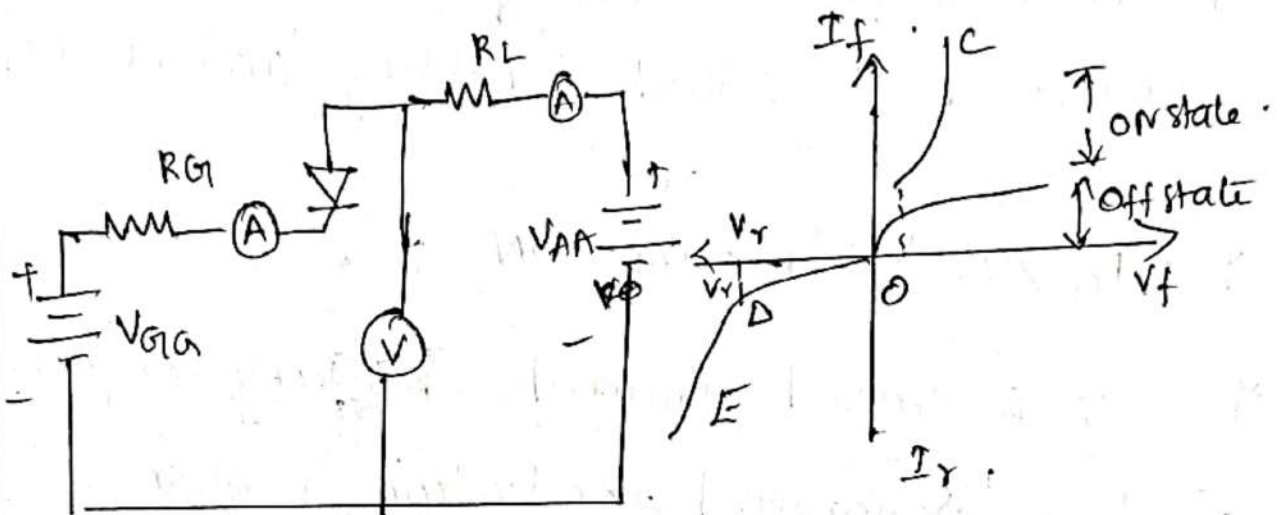 RL
A
RG
A
+
VGG
-
V
+
VAA
-
If
C
ON state.
Off state
Vr
Vr
D
O
Vf
E
Ir.